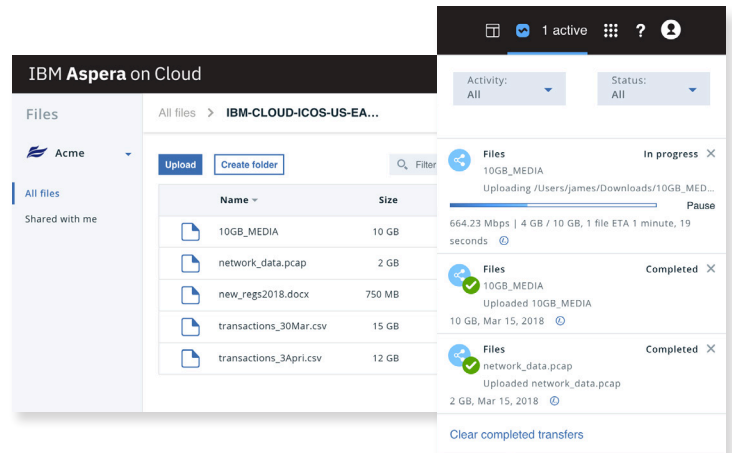 1 active
?
IBM Aspera on Cloud
Activity:
All
Status:
All
Files
Acme
All files
Shared with me
All files > IBM-CLOUD-ICOS-US-EA...
Upload
Create folder
Filter
Name
Size
10GB_MEDIA 10 GB
network_data.pcap 2 GB
new_regs2018.docx 750 MB
transactions_30Mar.csv 15 GB
transactions_3Apri.csv 12 GB
Files In progress
10GB_MEDIA
Uploading /Users/james/Downloads/10GB_MED...
Pause
664.23 Mbps | 4 GB / 10 GB, 1 file ETA 1 minute, 19
seconds
Files Completed
10GB_MEDIA
Uploaded 10GB_MEDIA
10 GB, Mar 15, 2018
Files Completed
network_data.pcap
Uploaded network_data.pcap
2 GB, Mar 15, 2018
Clear completed transfers